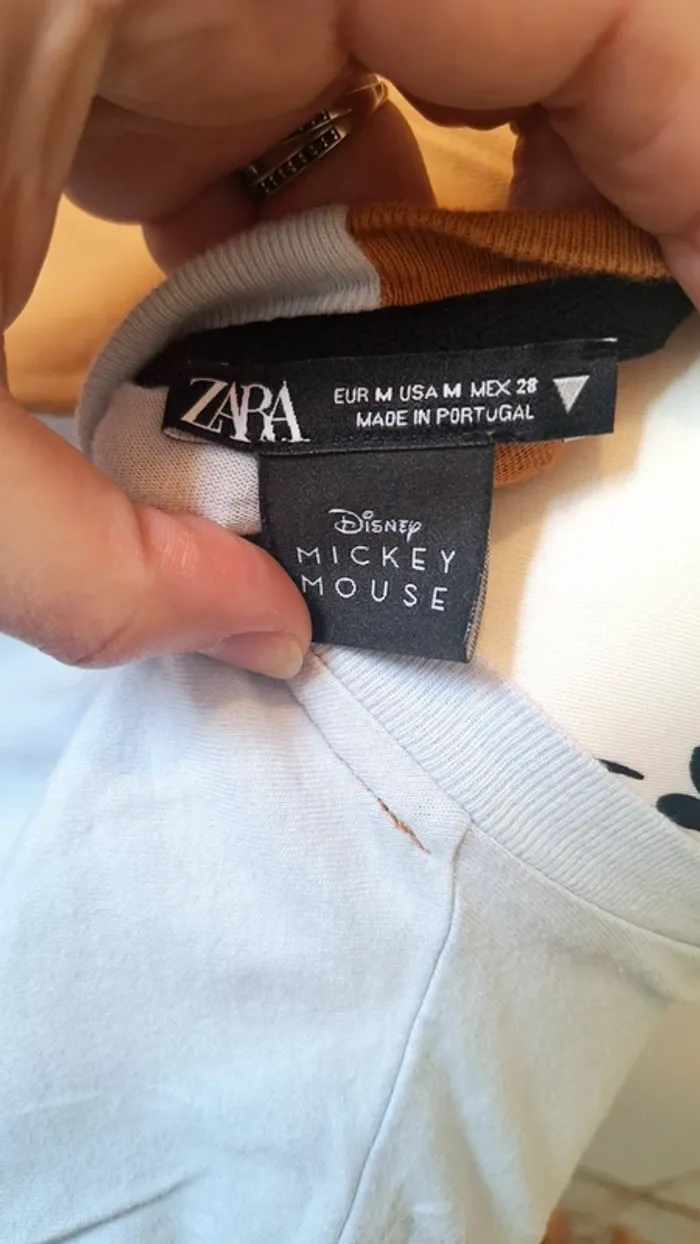 ZARA
EUR M USA M MEX 28
MADE IN PORTUGAL
Disney
MICKEY
MOUSE